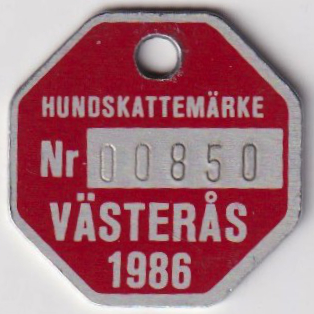 HUNDSKATTEMÄRKE
Nr 00850
VÄSTERÅS
1986